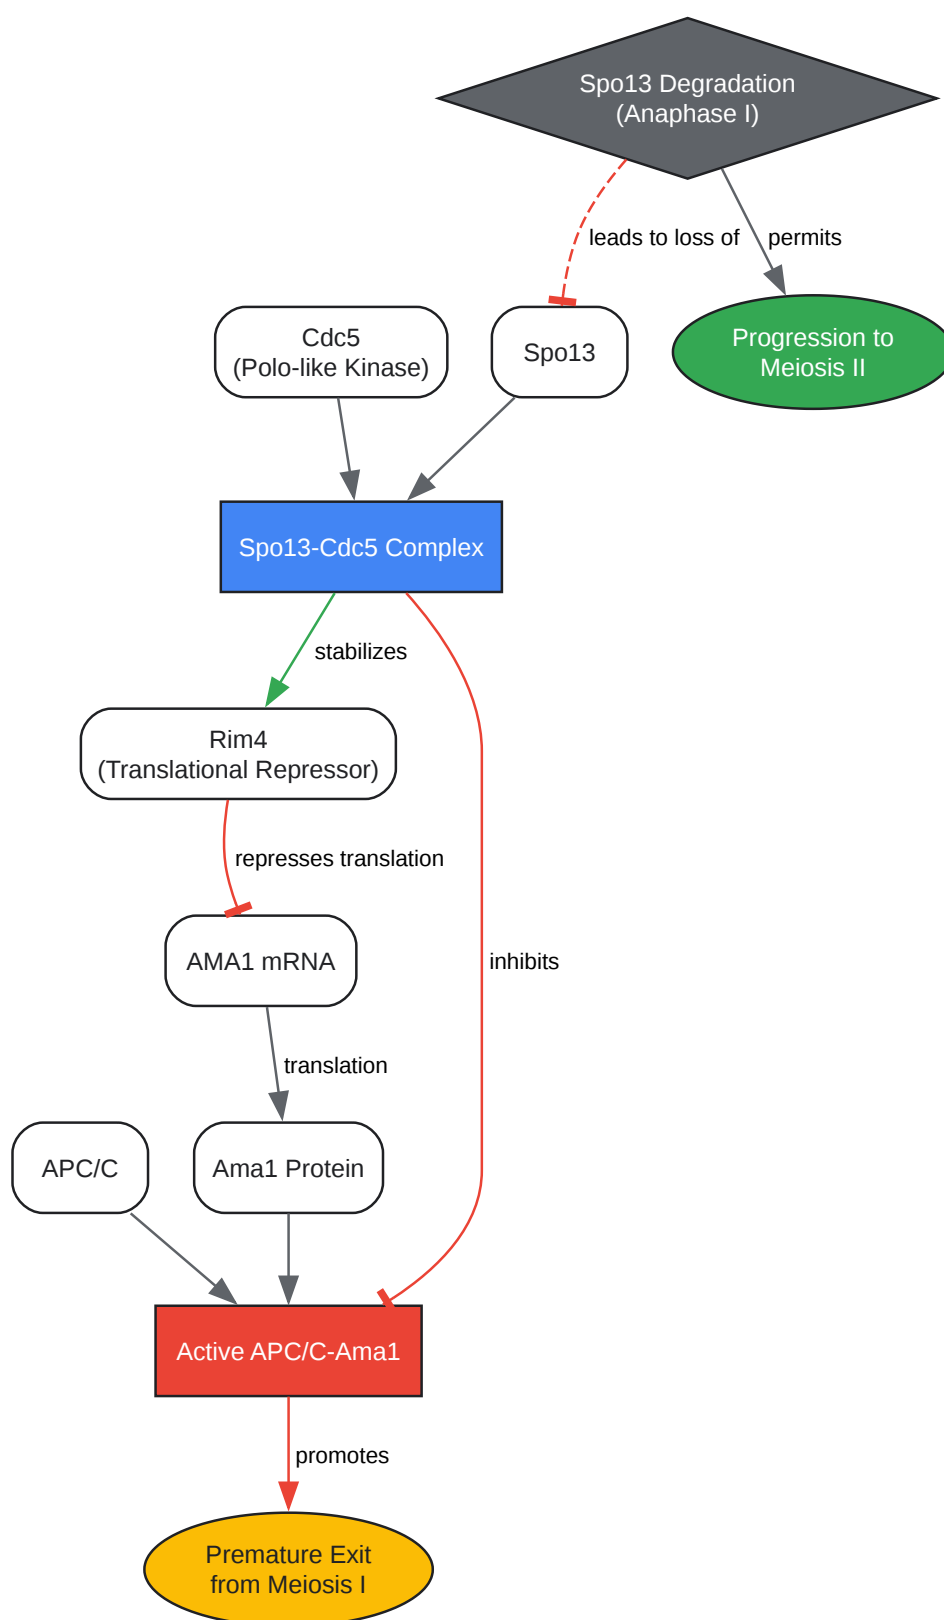 Spo13 Degradation
(Anaphase I)
leads to loss of
permits
Cdc5
(Polo-like Kinase)
Spo13
Progression to
Meiosis II
Spo13-Cdc5 Complex
stabilizes
Rim4
(Translational Repressor)
represses translation
AMA1 mRNA
inhibits
translation
APC/C
Ama1 Protein
Active APC/C-Ama1
promotes
Premature Exit
from Meiosis I